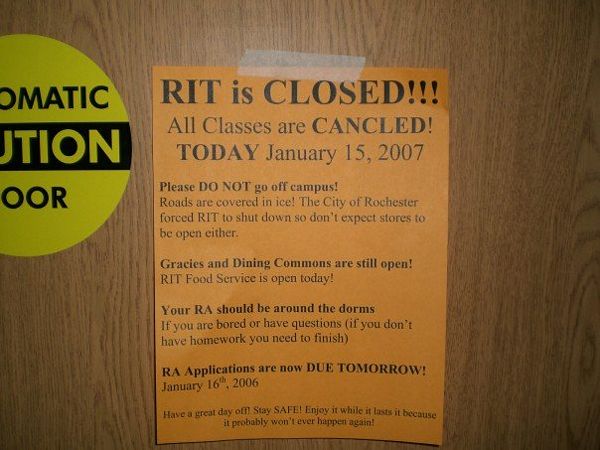 OMATIC
UTION
OOR
RIT is CLOSED!!!
All Classes are CANCLED!
TODAY January 15, 2007
Please DO NOT go off campus!
Roads are covered in ice! The City of Rochester
forced RIT to shut down so don't expect stores to
be open either.
Gracies and Dining Commons are still open!
RIT Food Service is open today!
Your RA should be around the dorms
If you are bored or have questions (if you don't
have homework you need to finish)
RA Applications are now DUE TOMORROW!
January 16th, 2006
Have a great day off! Stay SAFE! Enjoy it while it lasts it because
it probably won't ever happen again!